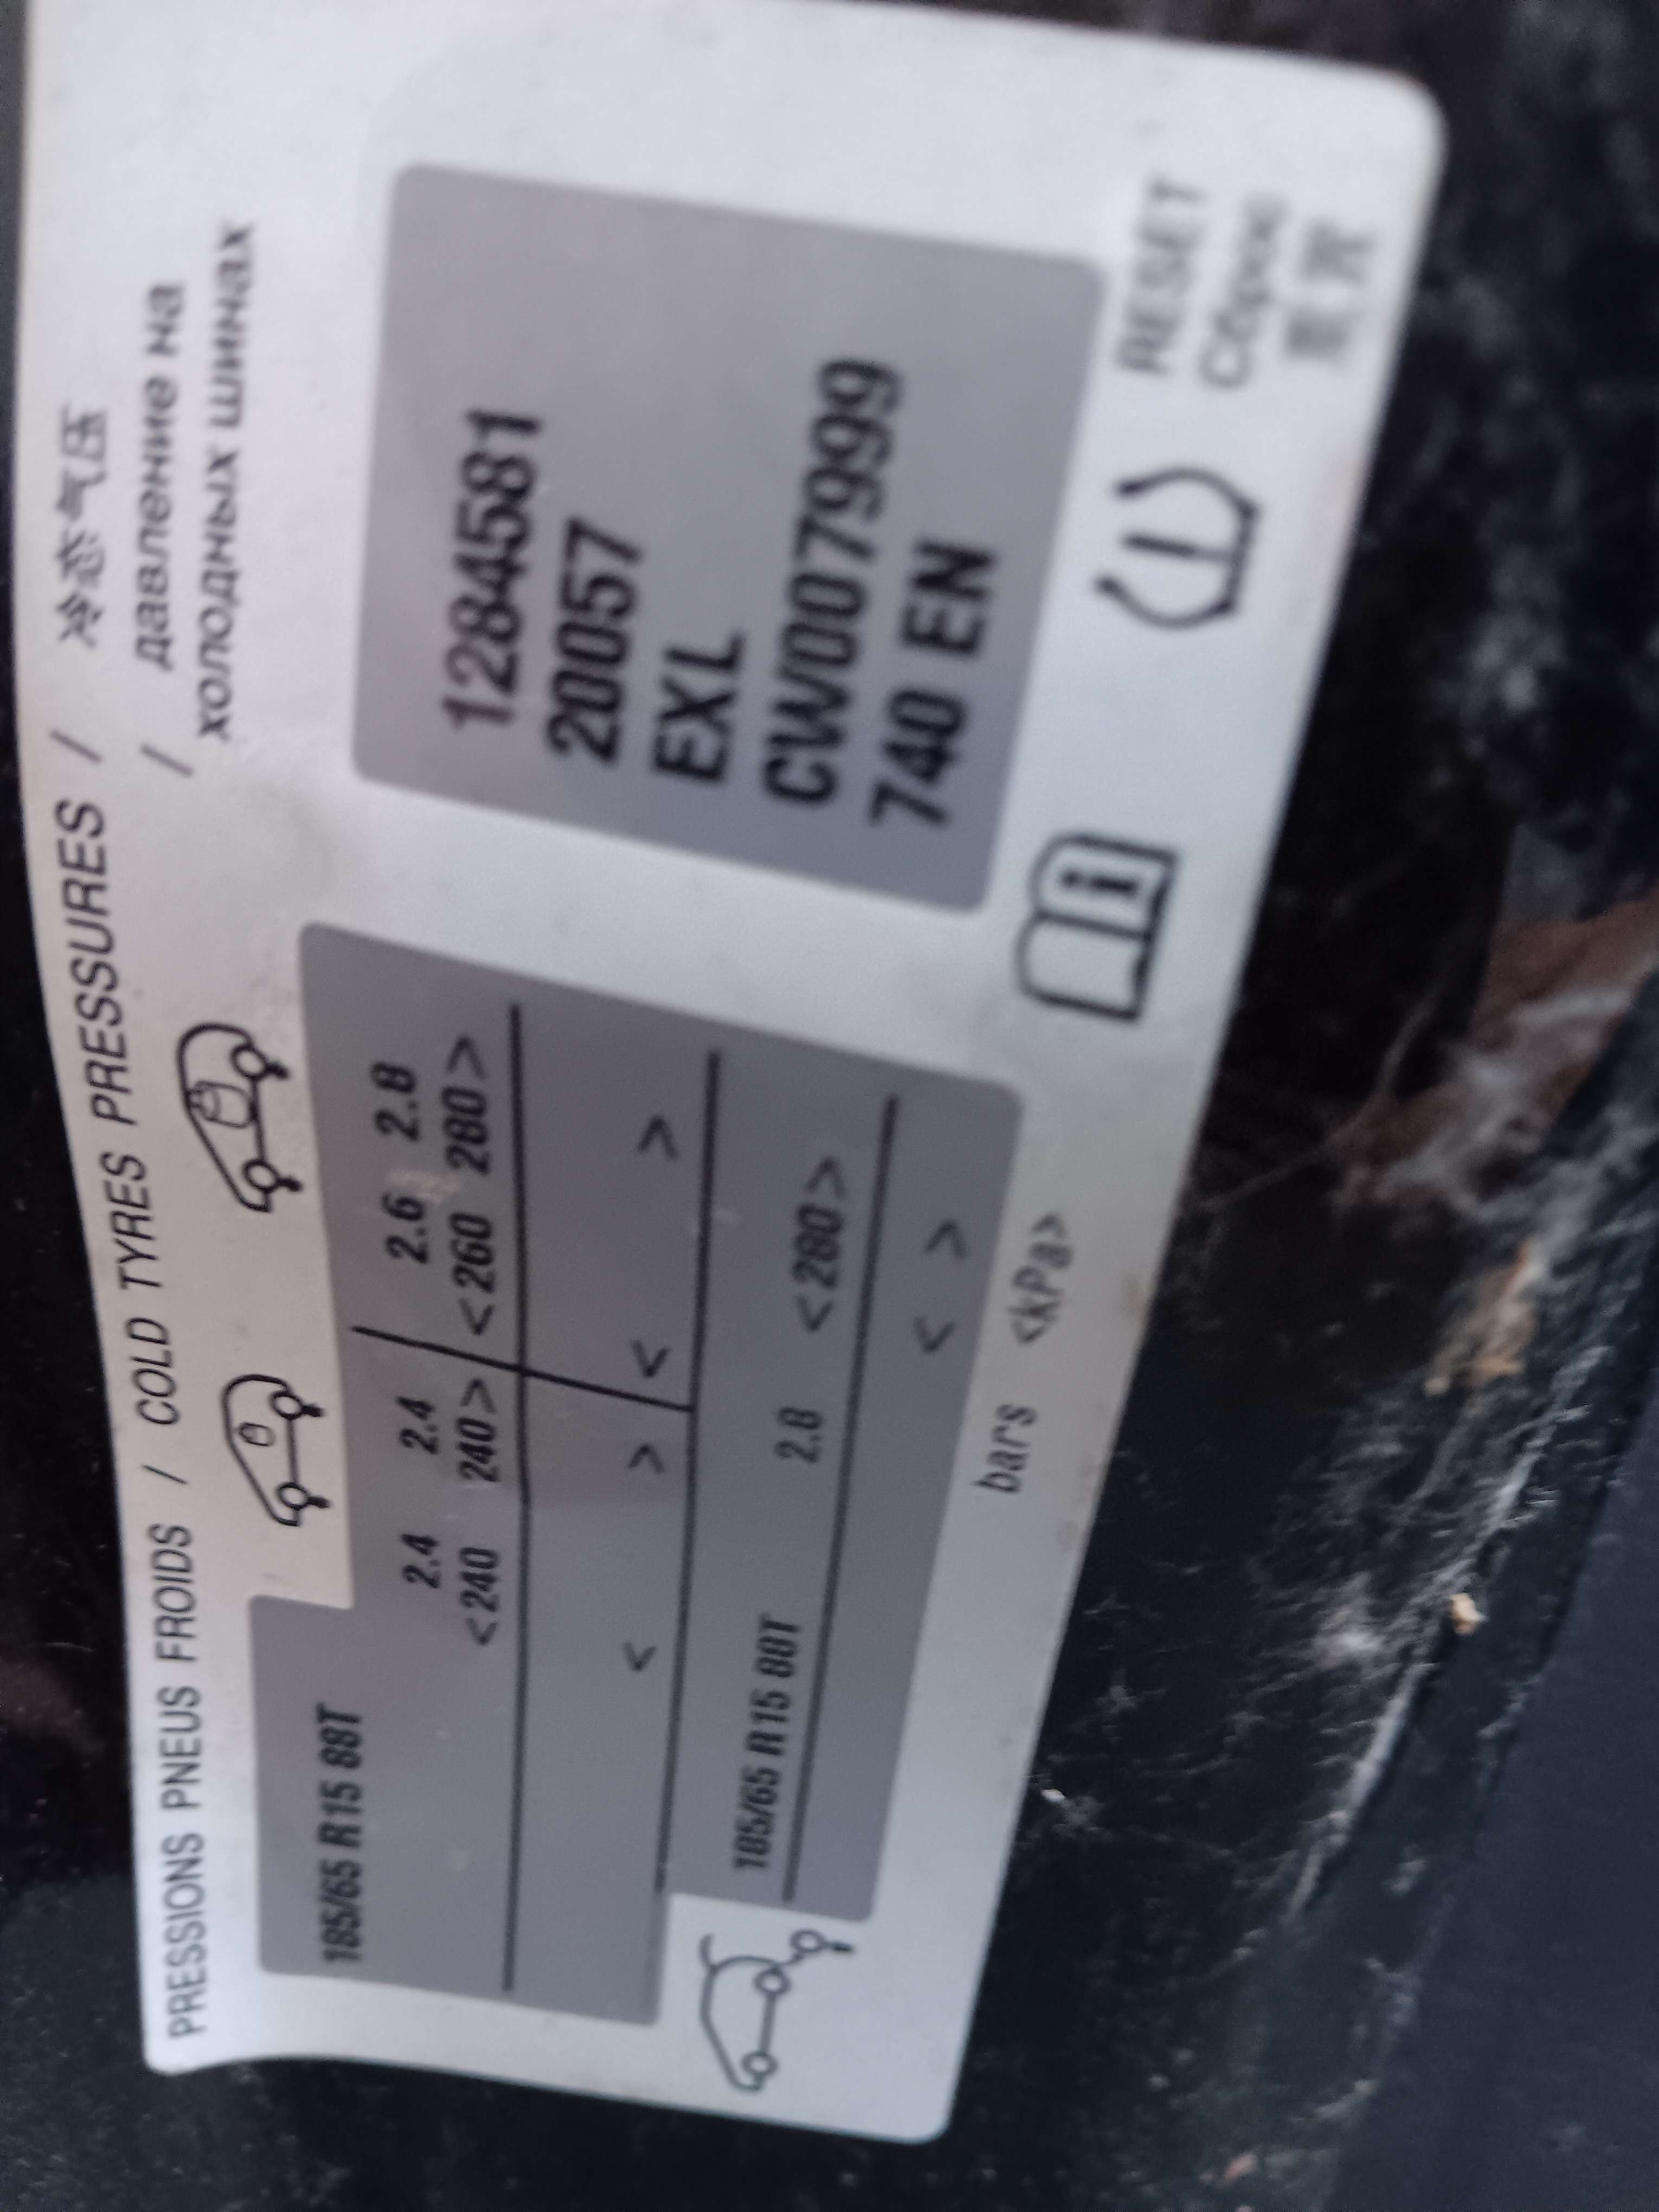 PRESSIONS PNEUS FROIDS / COLD TYRES PRESSURES / 冷态气压
/ давление на
холодных шинах
185/65 R15 88T
2.4 2.4 2.6 2.8
<240 240> <260 280>
< > < >
185/65 R15 88T
2.8 <280>
< >
bars <kPa>
1284581
20057
EXL
CW007999
740 EN
i
RESET
Сброс